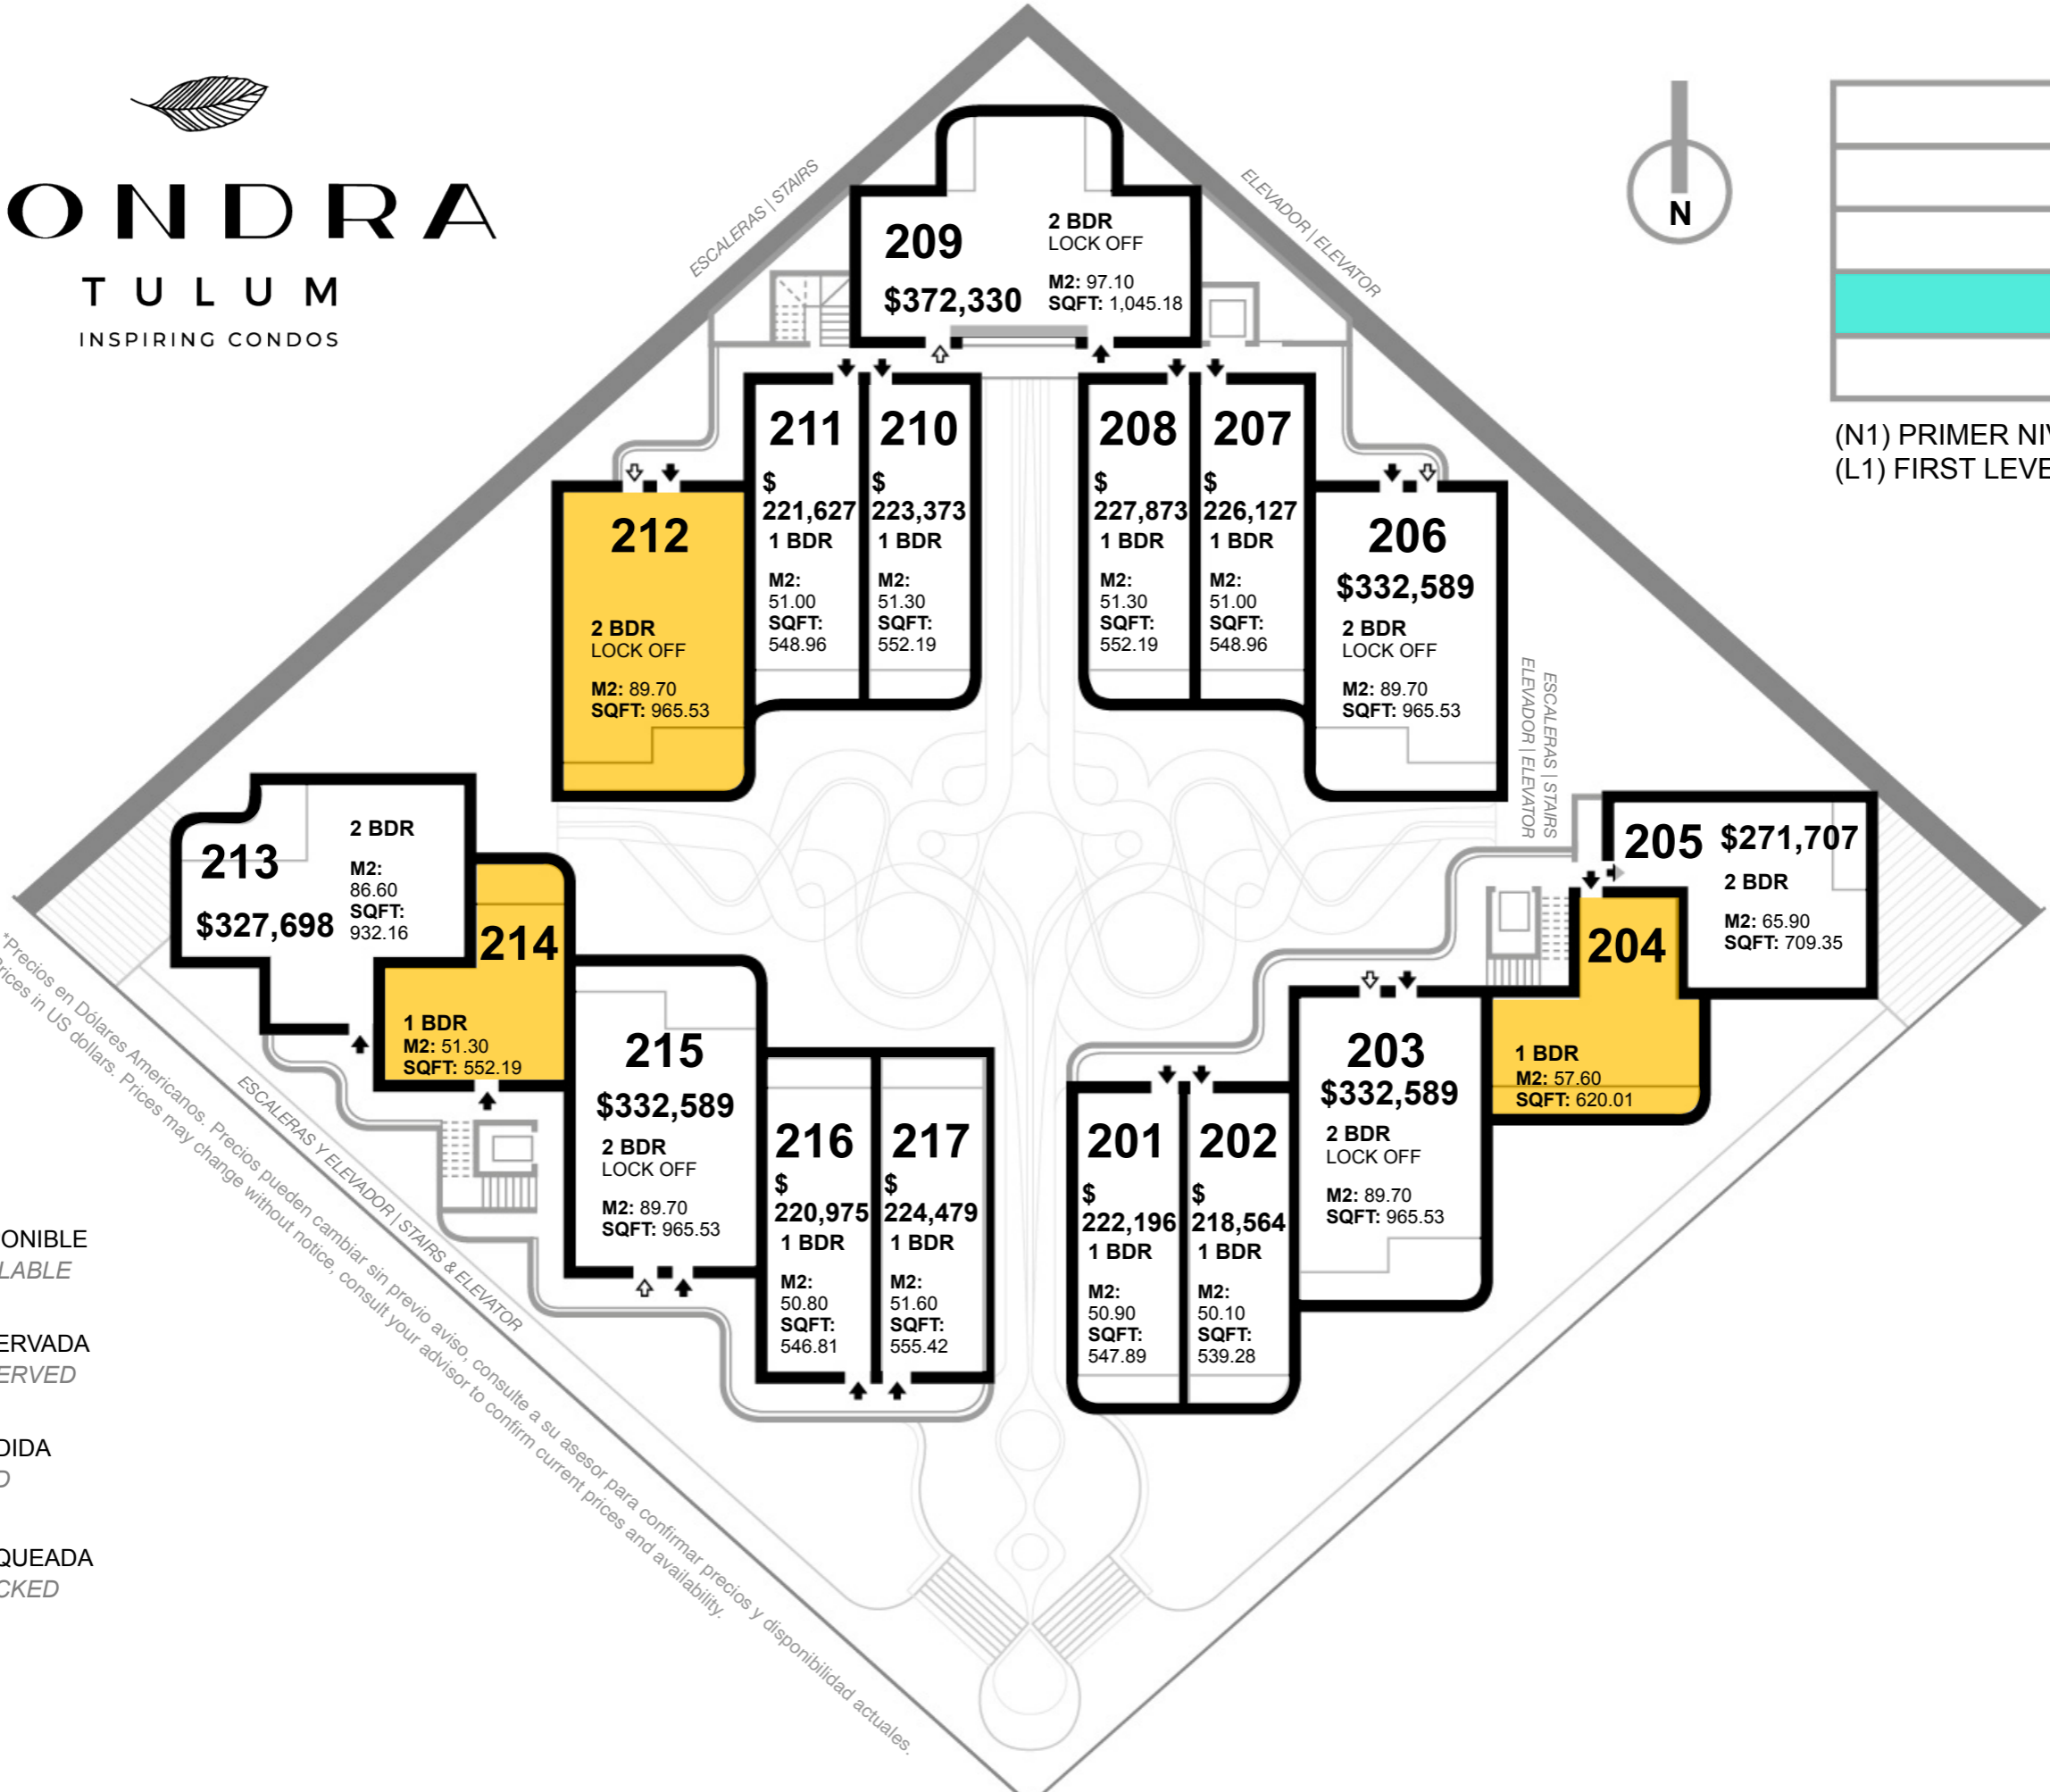 ONDRA
TULUM
INSPIRING CONDOS
ESCALERAS | STAIRS
ELEVADOR | ELEVATOR
N
(N1) PRIMER NIV
(L1) FIRST LEVE
209
$372,330
2 BDR
LOCK OFF
M2: 97.10
SQFT: 1,045.18
211
$
221,627
1 BDR
M2:
51.00
SQFT:
548.96
210
$
223,373
1 BDR
M2:
51.30
SQFT:
552.19
208
$
227,873
1 BDR
M2:
51.30
SQFT:
552.19
207
$
226,127
1 BDR
M2:
51.00
SQFT:
548.96
212
2 BDR
LOCK OFF
M2: 89.70
SQFT: 965.53
206
$332,589
2 BDR
LOCK OFF
M2: 89.70
SQFT: 965.53
ESCALERAS | STAIRS
ELEVADOR | ELEVATOR
213
$327,698
2 BDR
M2:
86.60
SQFT:
932.16
214
1 BDR
M2: 51.30
SQFT: 552.19
205
$271,707
2 BDR
M2: 65.90
SQFT: 709.35
204
1 BDR
M2: 57.60
SQFT: 620.01
215
$332,589
2 BDR
LOCK OFF
M2: 89.70
SQFT: 965.53
216
$
220,975
1 BDR
M2:
50.80
SQFT:
546.81
217
$
224,479
1 BDR
M2:
51.60
SQFT:
555.42
201
$
222,196
1 BDR
M2:
50.90
SQFT:
547.89
202
$
218,564
1 BDR
M2:
50.10
SQFT:
539.28
203
$332,589
2 BDR
LOCK OFF
M2: 89.70
SQFT: 965.53
ESCALERAS Y ELEVADOR | STAIRS & ELEVATOR
*Precios en Dólares Americanos. Precios pueden cambiar sin previo aviso, consulte a su asesor para confirmar precios y disponibilidad actuales.
Prices in US dollars. Prices may change without notice, consult your advisor to confirm current prices and availability.
ONIBLE
LABLE
ERVADA
ERVED
DIDA
D
QUEADA
CKED